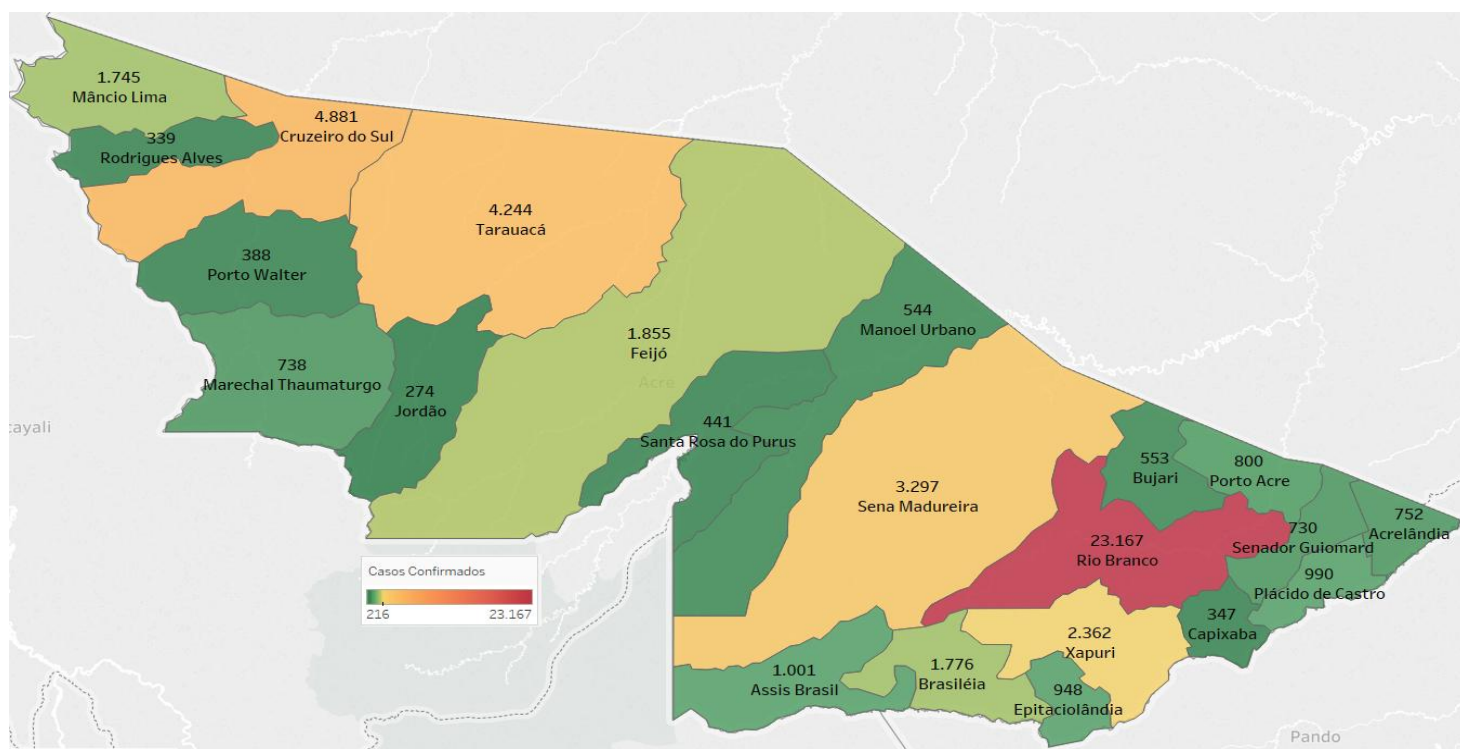 1.745
Mâncio Lima
4.881
Cruzeiro do Sul
339
Rodrigues Alves
4.244
Tarauacá
388
Porto Walter
544
Manoel Urbano
1.855
Feijó
738
Marechal Thaumaturgo
274
Jordão
Acre
cayali
441
Santa Rosa do Purus
553
Bujari
800
Porto Acre
3.297
Sena Madureira
752
Acrelândia
730
Senador Guiomard
23.167
Rio Branco
990
Plácido de Castro
Casos Confirmados
216
23.167
347
Capixaba
2.362
Xapuri
1.001
Assis Brasil
1.776
Brasiléia
948
Epitaciolândia
Pando